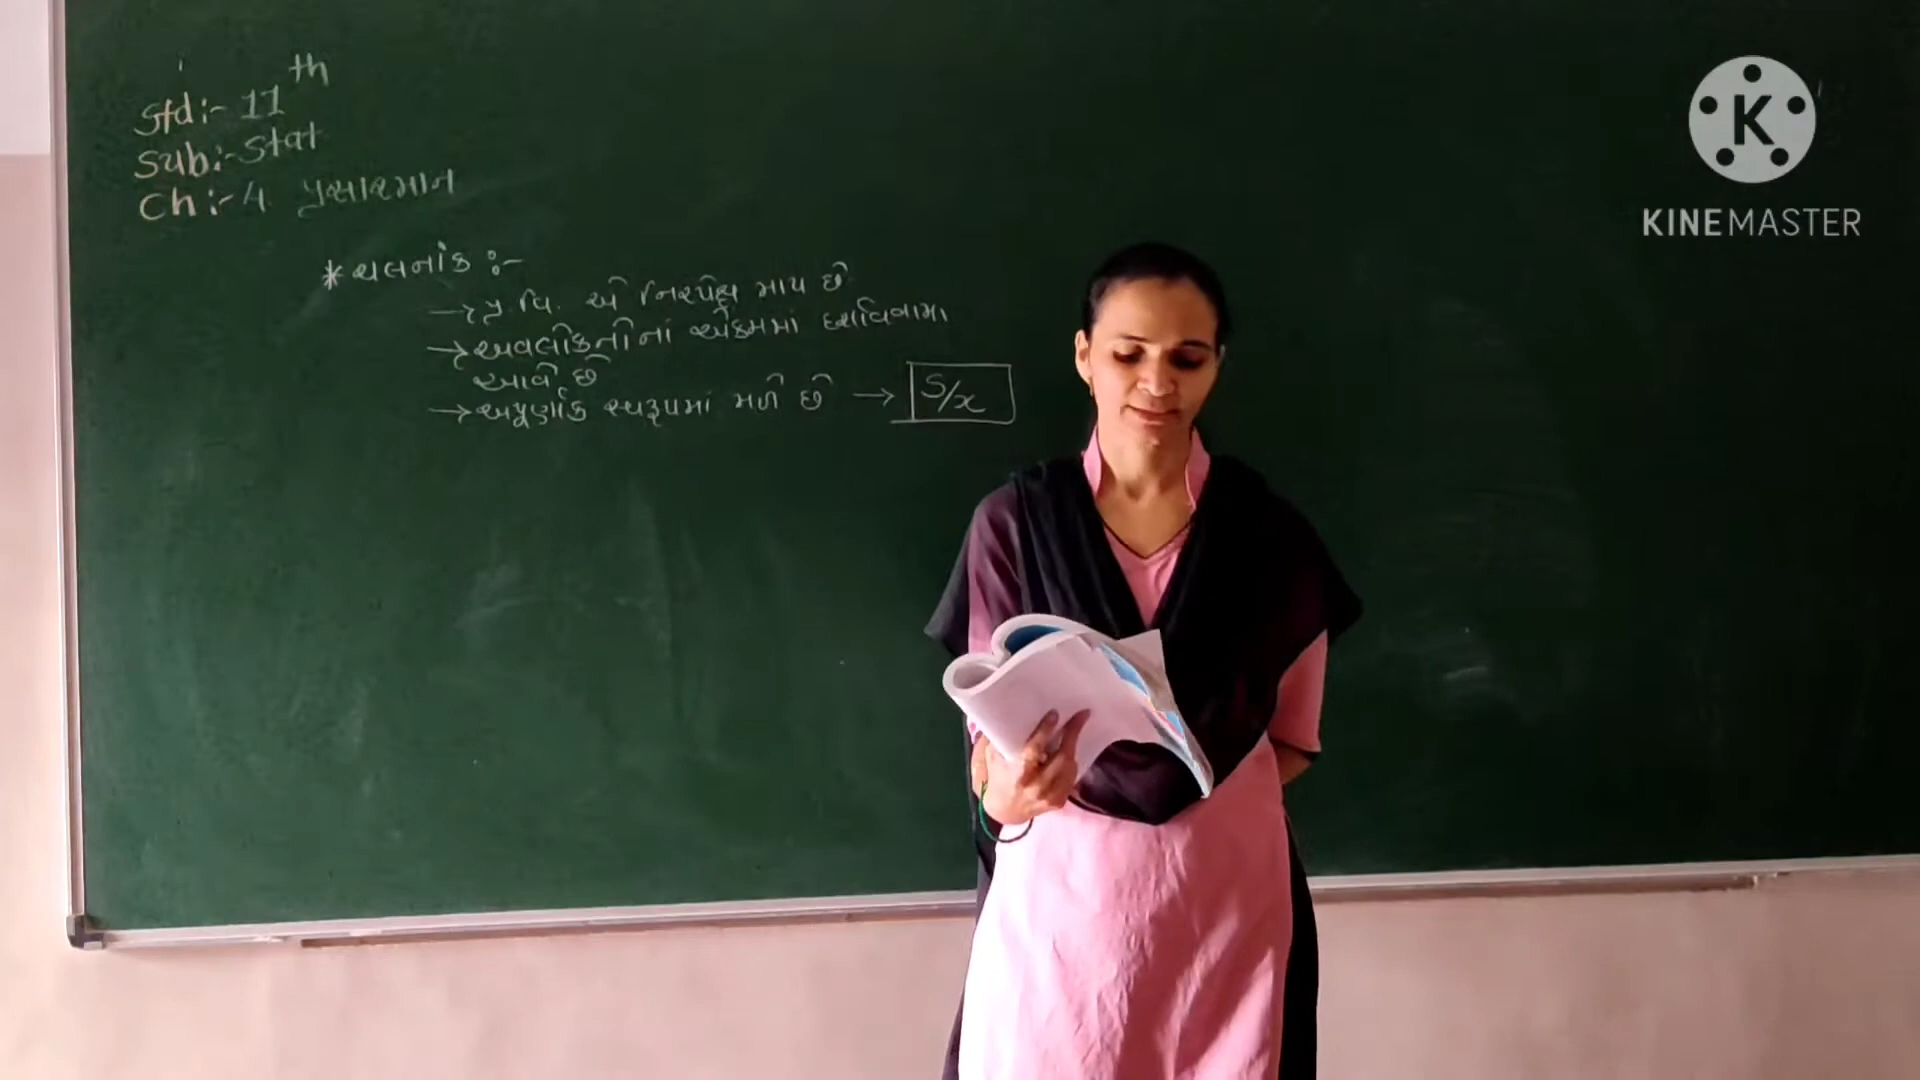 Std:- 11th
Sub:- Stat
Ch:- 4. પ્રસારમાન
* ચલનાંક :-
→ પ્ર.વિ. એ નિરપેક્ષ માપ છે
→ અવલોકનોનાં એકમમાં દર્શાવવામાં
આવે છે
→ અપૂર્ણાંક સ્વરૂપમાં મળે છે → S/x
K
KINEMASTER